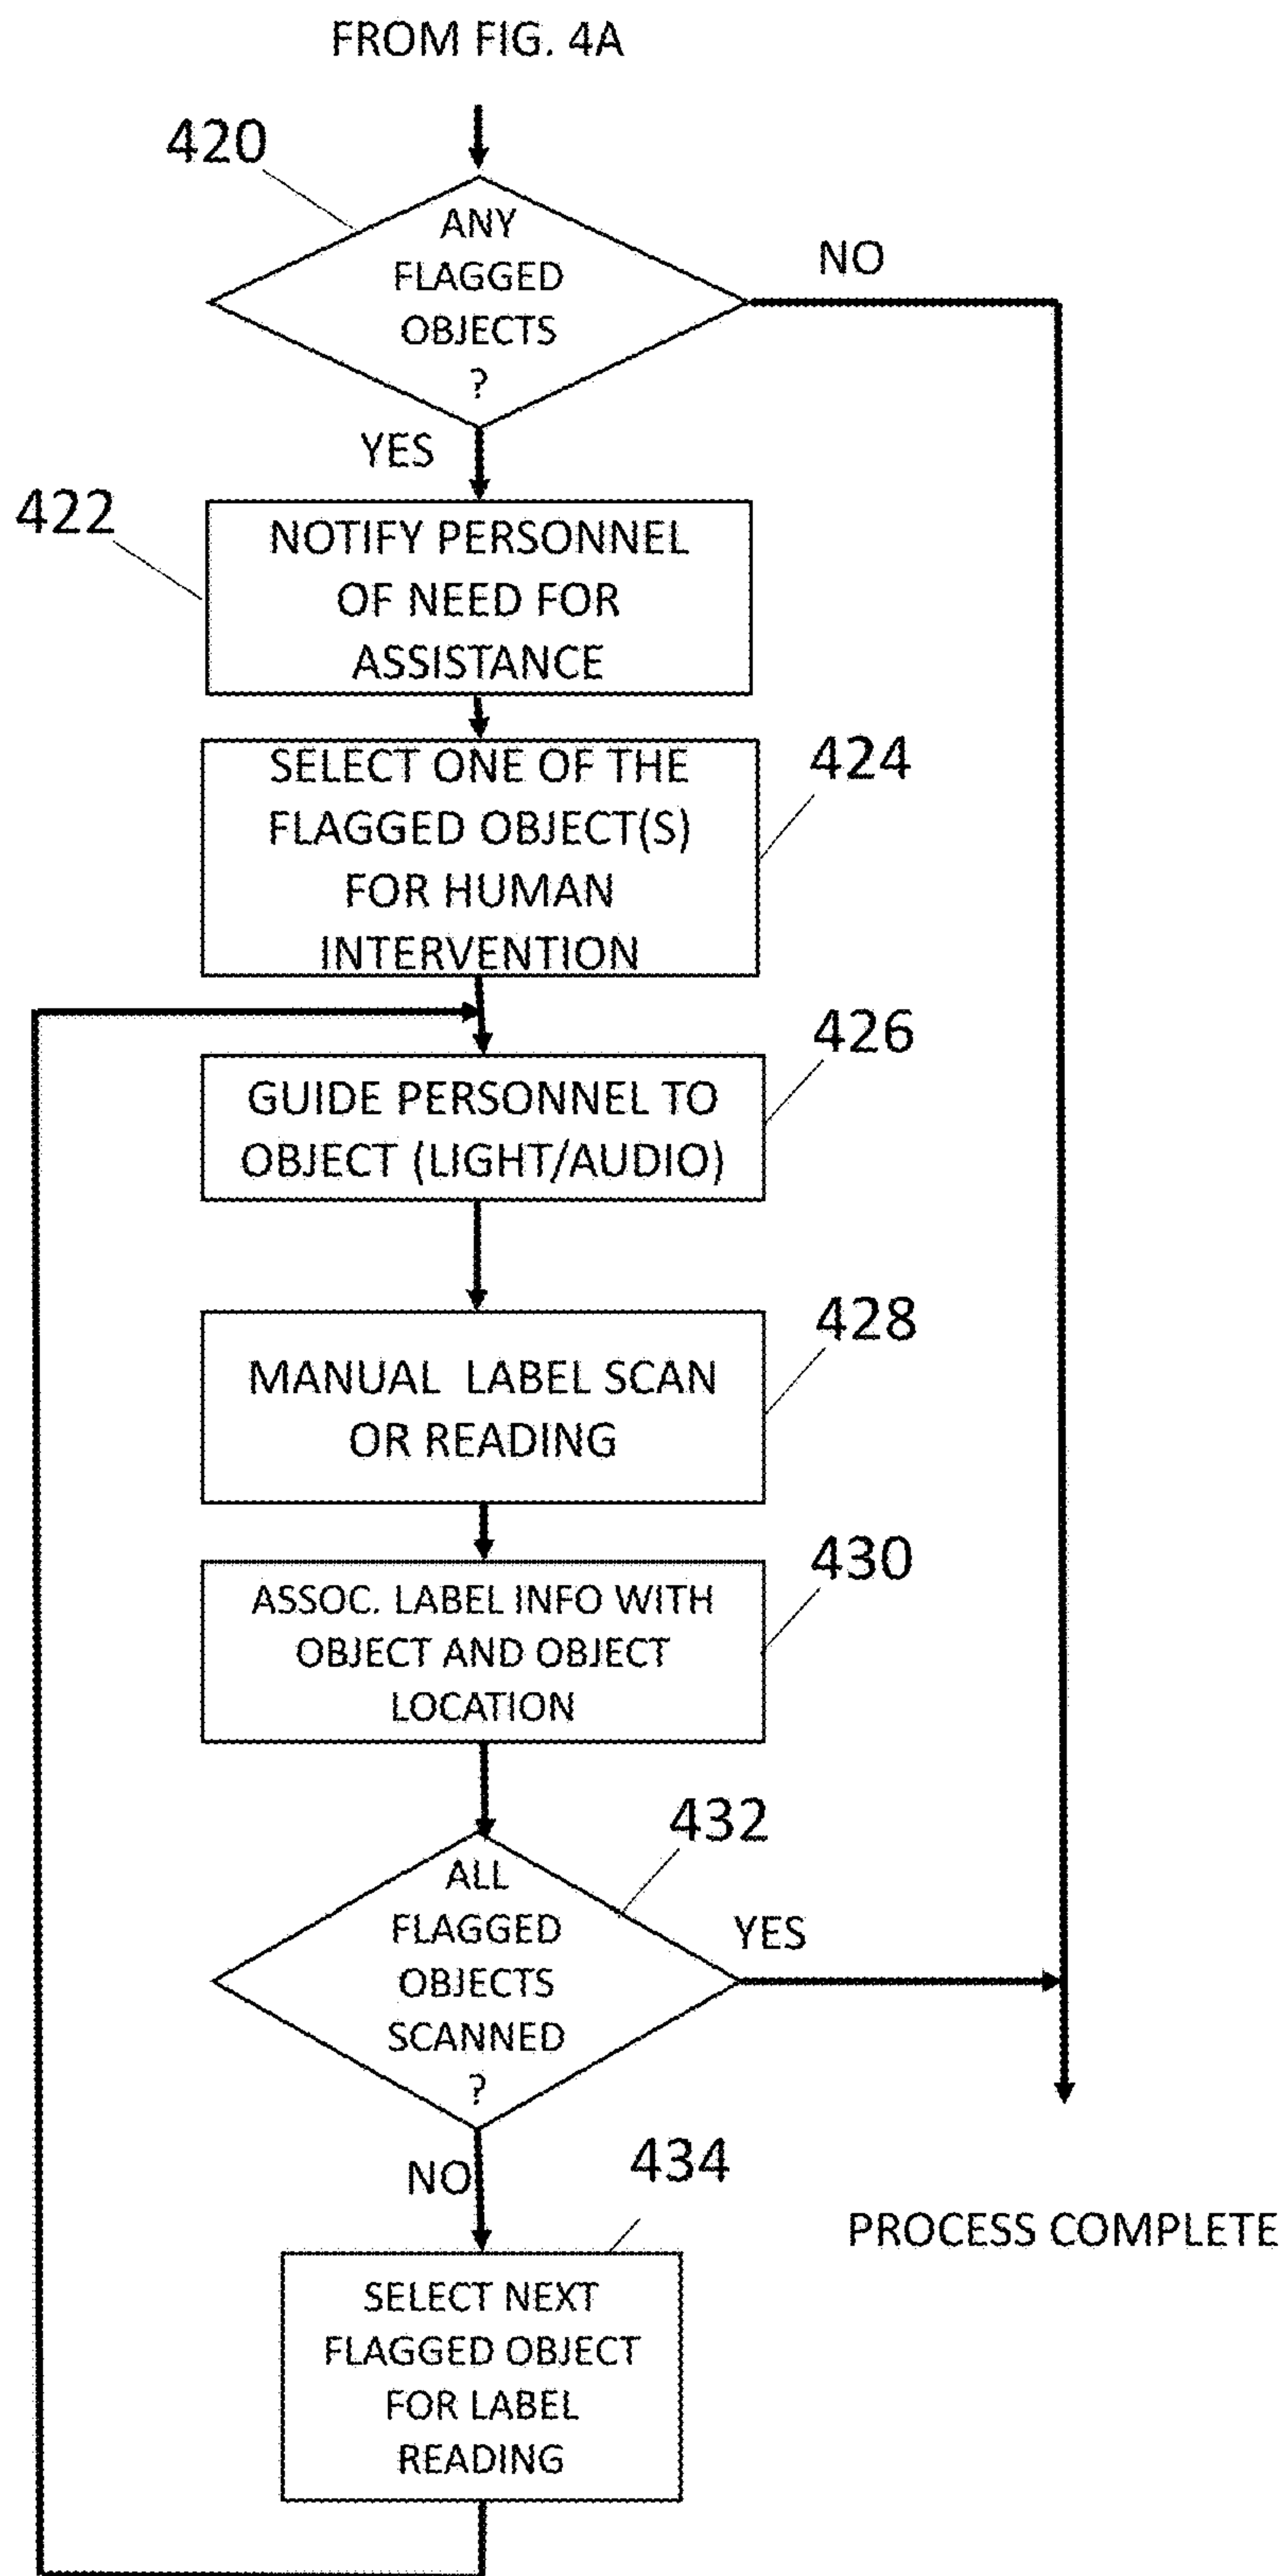 FROM FIG. 4A
420
ANY
FLAGGED
OBJECTS
?
NO
YES
422
NOTIFY PERSONNEL
OF NEED FOR
ASSISTANCE
424
SELECT ONE OF THE
FLAGGED OBJECT(S)
FOR HUMAN
INTERVENTION
426
GUIDE PERSONNEL TO
OBJECT (LIGHT/AUDIO)
428
MANUAL LABEL SCAN
OR READING
430
ASSOC. LABEL INFO WITH
OBJECT AND OBJECT
LOCATION
432
ALL
FLAGGED
OBJECTS
SCANNED
?
YES
NO
434
PROCESS COMPLETE
SELECT NEXT
FLAGGED OBJECT
FOR LABEL
READING